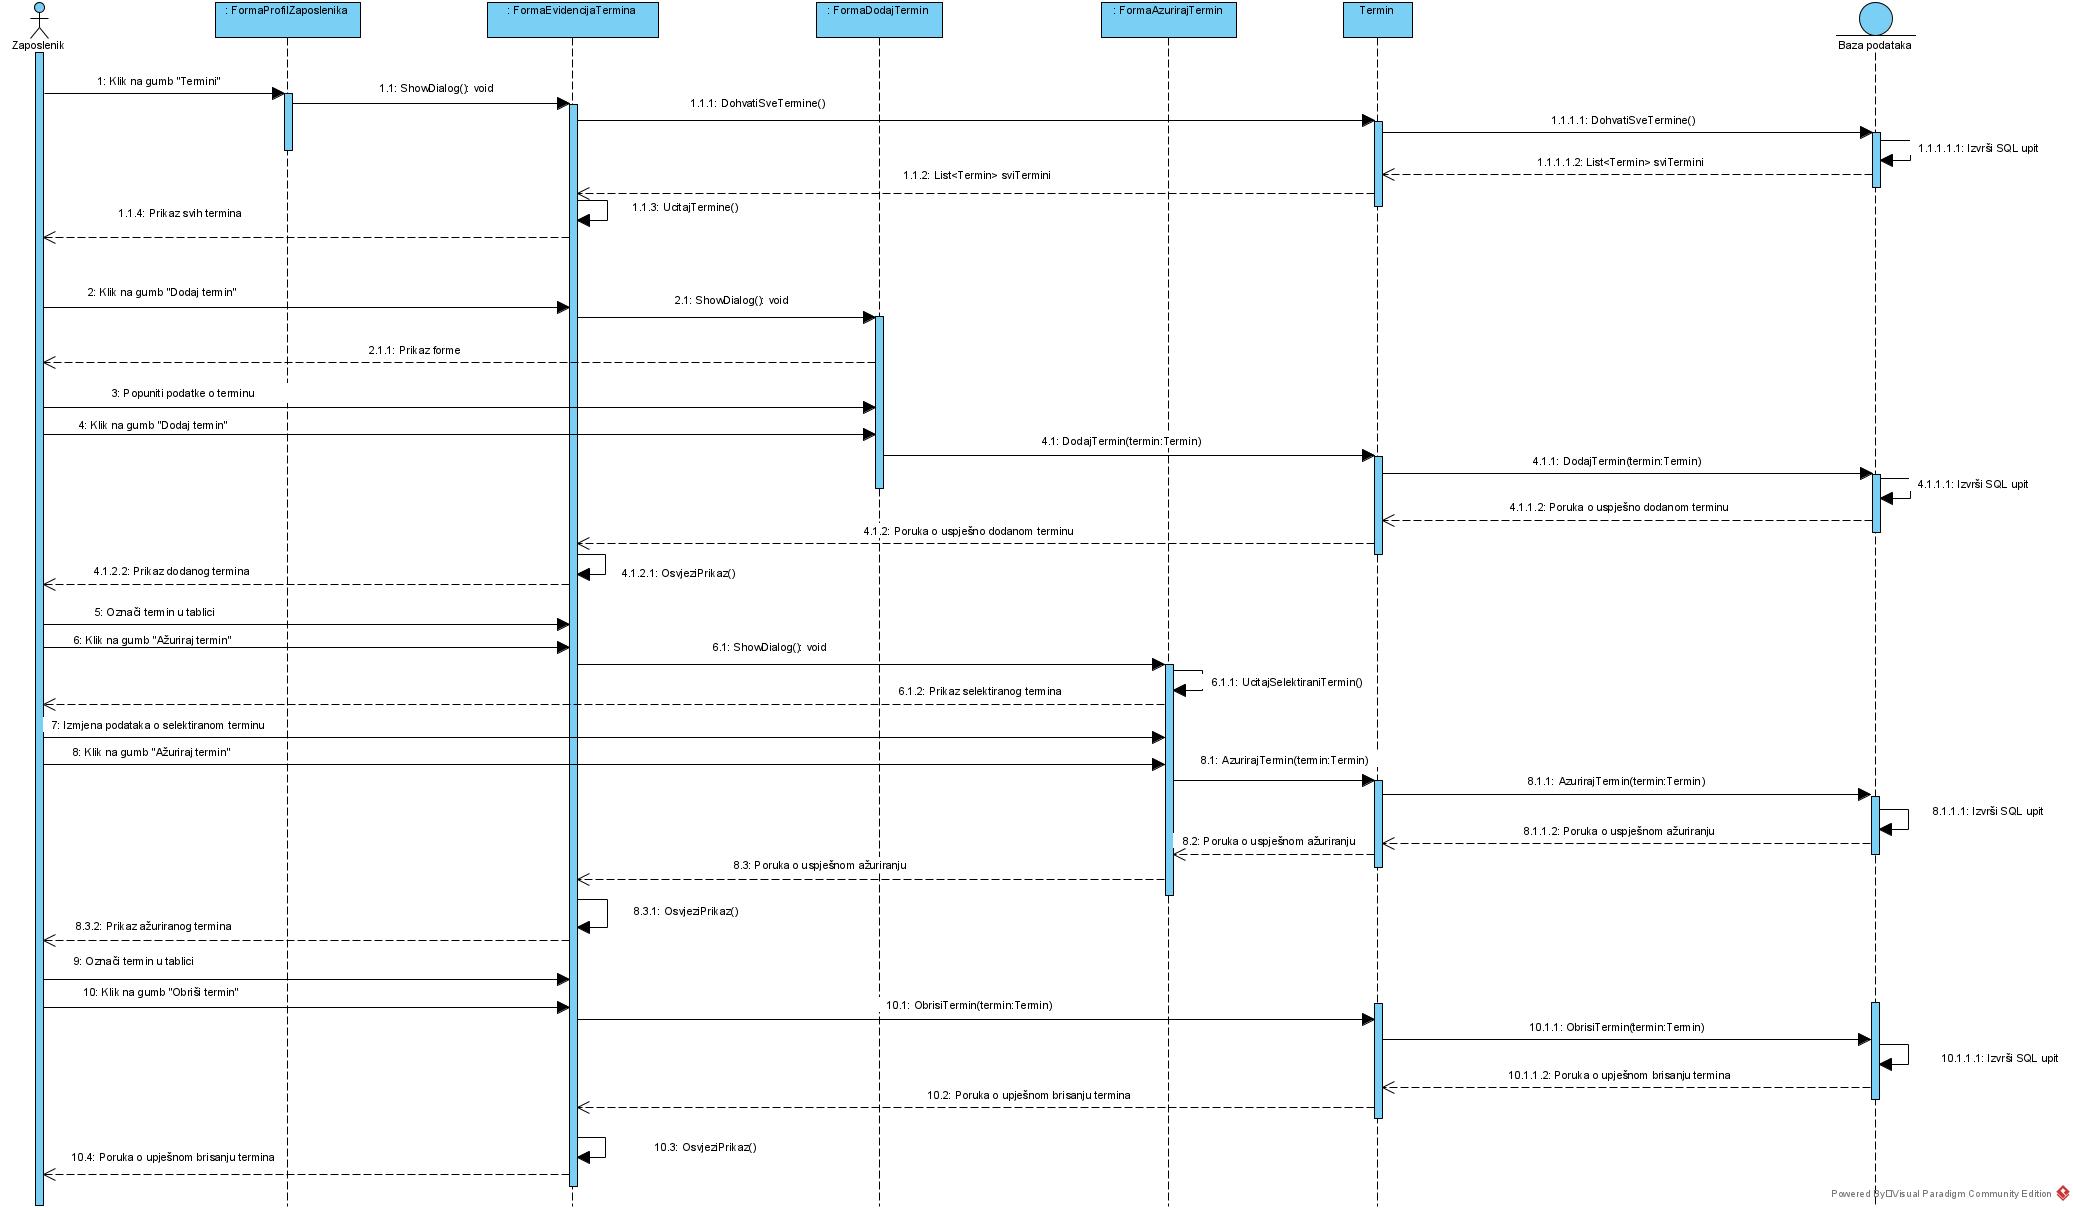 Zaposlenik
: FormaProfilZaposlenika
: FormaEvidencijaTermina
: FormaDodajTermin
: FormaAzurirajTermin
Termin
Baza podataka
1: Klik na gumb "Termini"
1.1: ShowDialog(): void
1.1.1: DohvatiSveTermine()
1.1.1.1: DohvatiSveTermine()
1.1.1.1.1: Izvrši SQL upit
1.1.1.1.2: List<Termin> sviTermini
1.1.2: List<Termin> sviTermini
1.1.3: UcitajTermine()
1.1.4: Prikaz svih termina
2: Klik na gumb "Dodaj termin"
2.1: ShowDialog(): void
2.1.1: Prikaz forme
3: Popuniti podatke o terminu
4: Klik na gumb "Dodaj termin"
4.1: DodajTermin(termin:Termin)
4.1.1: DodajTermin(termin:Termin)
4.1.1.1: Izvrši SQL upit
4.1.1.2: Poruka o uspješno dodanom terminu
4.1.2: Poruka o uspješno dodanom terminu
4.1.2.1: OsvjeziPrikaz()
4.1.2.2: Prikaz dodanog termina
5: Označi termin u tablici
6: Klik na gumb "Ažuriraj termin"
6.1: ShowDialog(): void
6.1.1: UcitajSelektiraniTermin()
6.1.2: Prikaz selektiranog termina
7: Izmjena podataka o selektiranom terminu
8: Klik na gumb "Ažuriraj termin"
8.1: AzurirajTermin(termin:Termin)
8.1.1: AzurirajTermin(termin:Termin)
8.1.1.1: Izvrši SQL upit
8.1.1.2: Poruka o uspješnom ažuriranju
8.2: Poruka o uspješnom ažuriranju
8.3: Poruka o uspješnom ažuriranju
8.3.1: OsvjeziPrikaz()
8.3.2: Prikaz ažuriranog termina
9: Označi termin u tablici
10: Klik na gumb "Obriši termin"
10.1: ObrisiTermin(termin:Termin)
10.1.1: ObrisiTermin(termin:Termin)
10.1.1.1: Izvrši SQL upit
10.1.1.2: Poruka o upješnom brisanju termina
10.2: Poruka o upješnom brisanju termina
10.3: OsvjeziPrikaz()
10.4: Poruka o upješnom brisanju termina
Powered By Visual Paradigm Community Edition